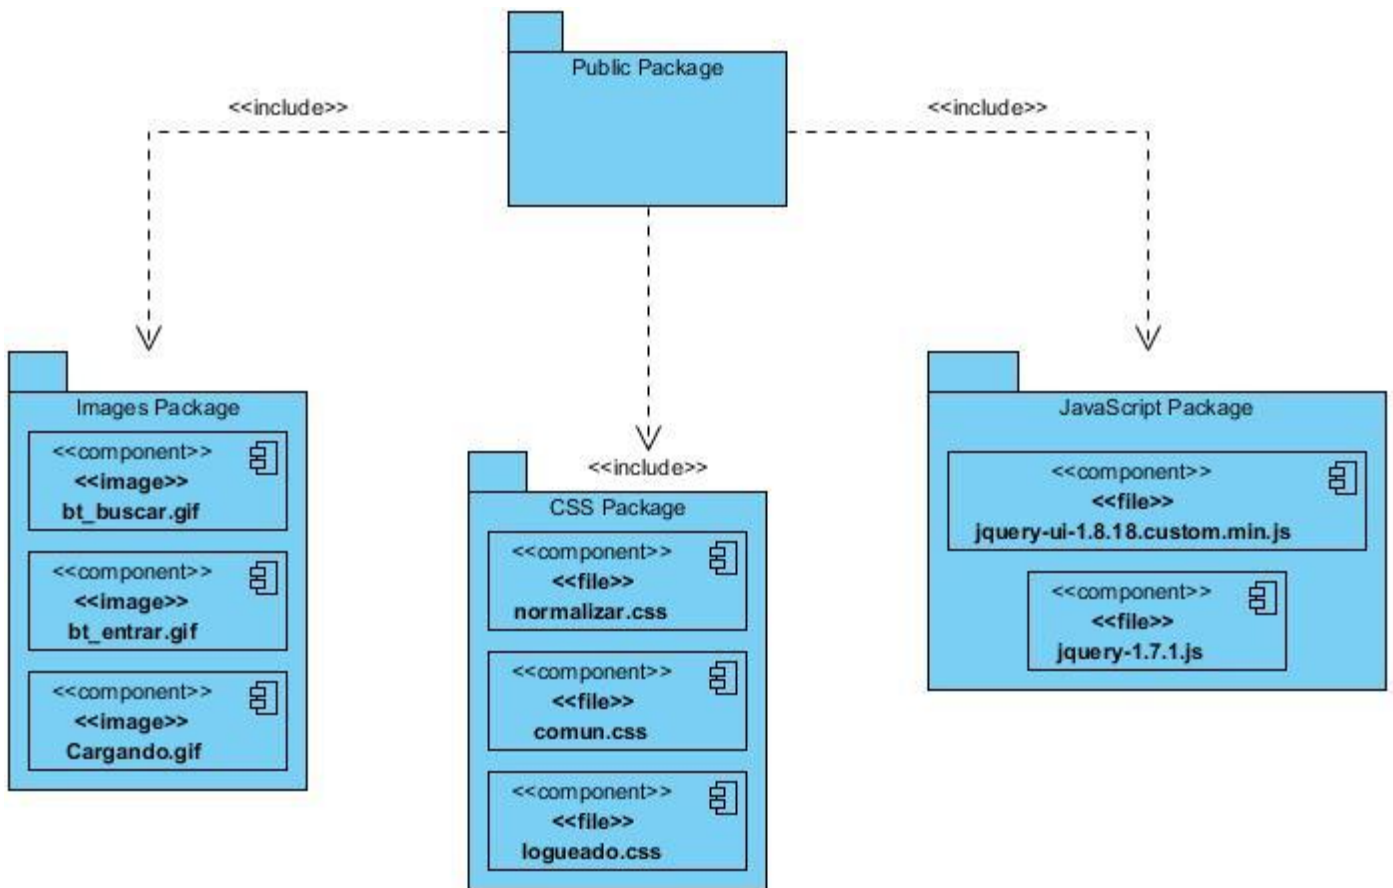 Public Package
<<include>>
<<include>>
<<include>>
Images Package
<<component>>
<<image>>
bt_buscar.gif
<<component>>
<<image>>
bt_entrar.gif
<<component>>
<<image>>
Cargando.gif
CSS Package
<<component>>
<<file>>
normalizar.css
<<component>>
<<file>>
comun.css
<<component>>
<<file>>
logueado.css
JavaScript Package
<<component>>
<<file>>
jquery-ui-1.8.18.custom.min.js
<<component>>
<<file>>
jquery-1.7.1.js